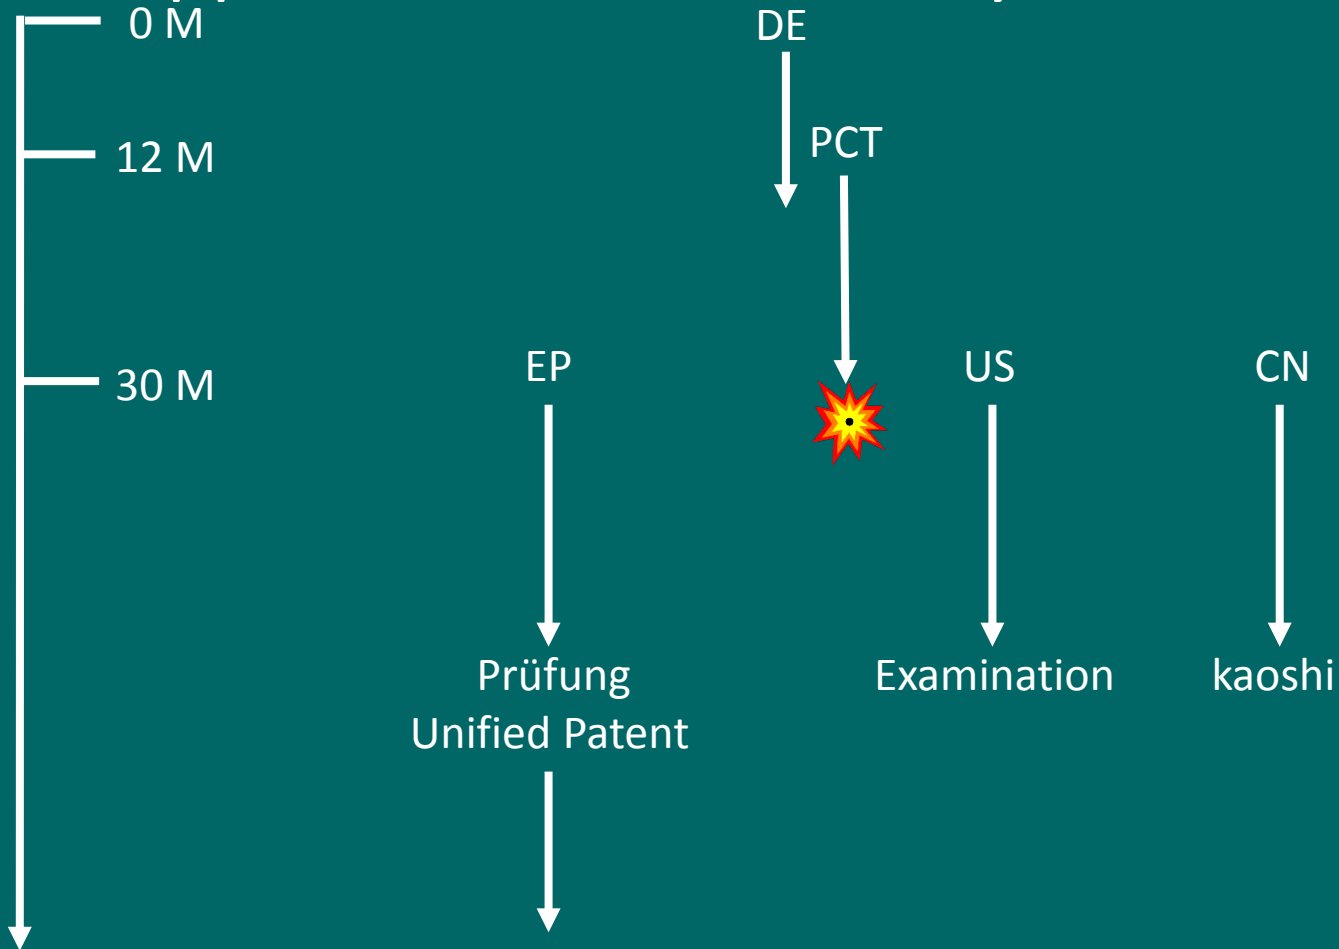 0 M
DE
12 M
PCT
30 M
EP
US
CN
Prüfung
Unified Patent
Examination
kaoshi